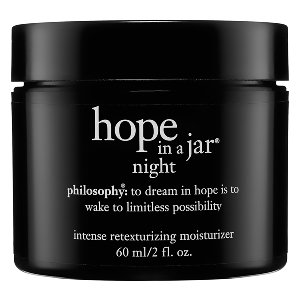 hope
in a jar®
night
philosophy®: to dream in hope is to
wake to limitless possibility
intense retexturizing moisturizer
60 ml/2 fl. oz.